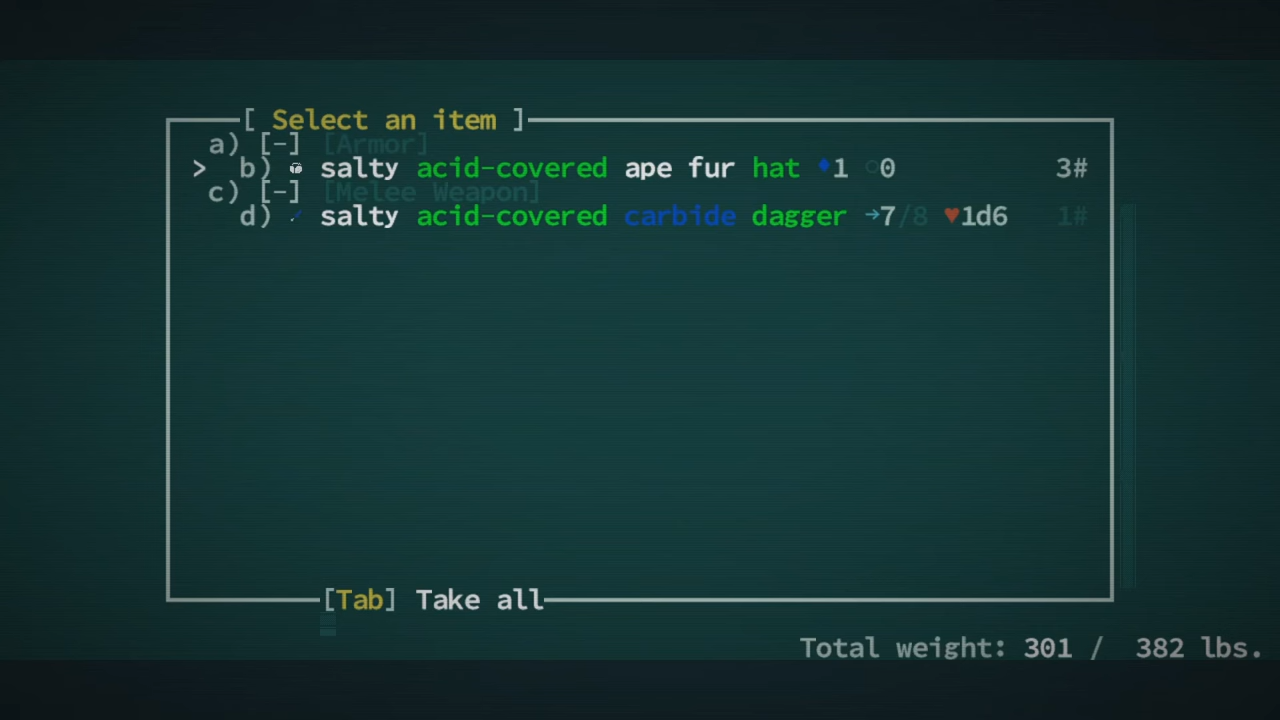 [ Select an item ]
a) [-] [Armor]
> b) salty acid-covered ape fur hat ♦1 ○0 3#
c) [-] [Melee Weapon]
d) salty acid-covered carbide dagger →7/8 ♥1d6 1#
[Tab] Take all
Total weight: 301 / 382 lbs.